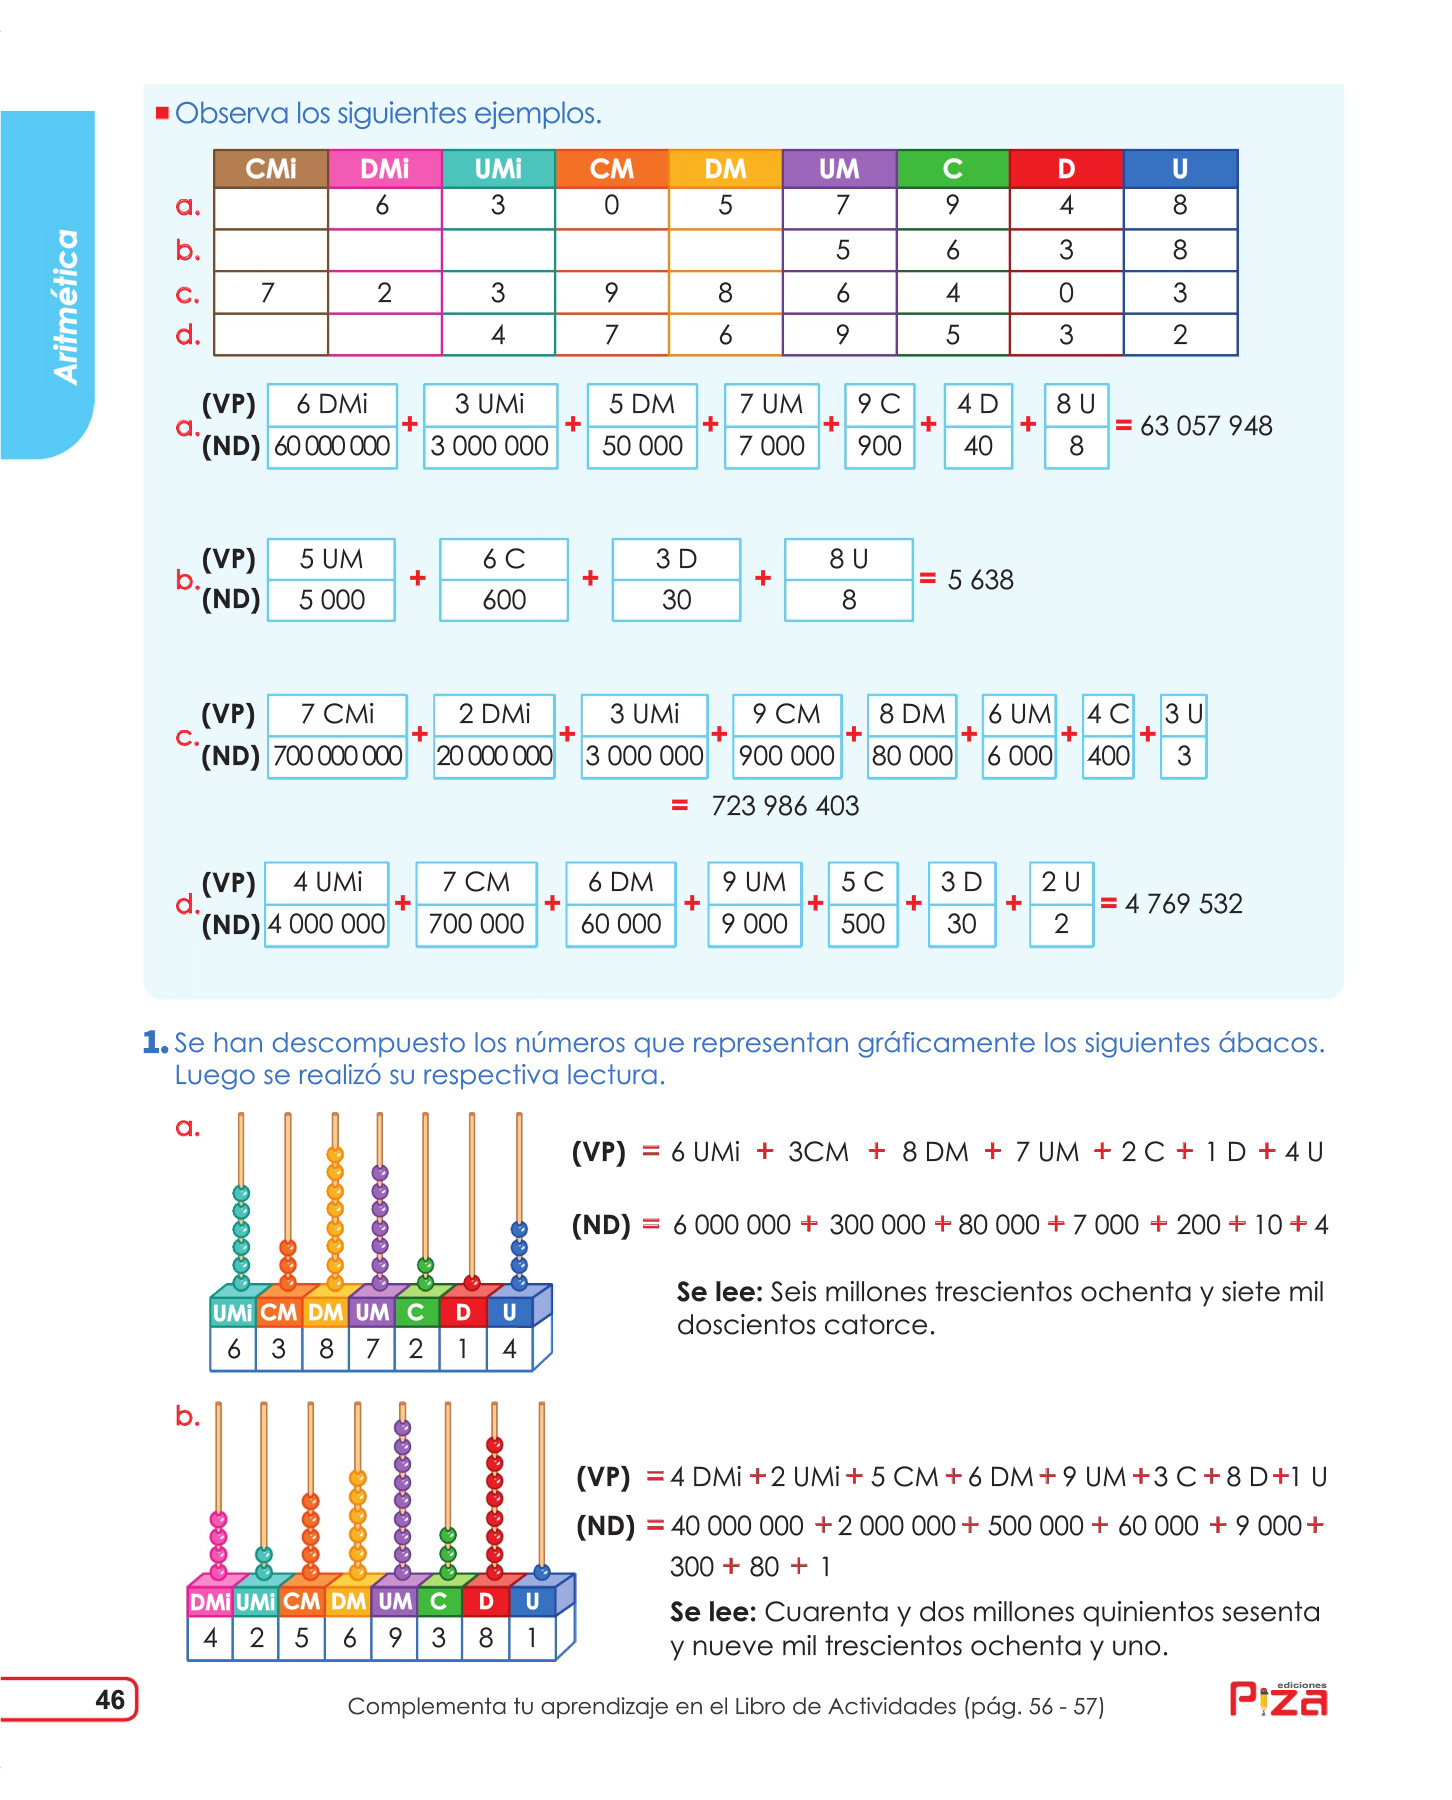 Aritmética
Observa los siguientes ejemplos.
CMi DMi UMi CM DM UM C D U
a. 6 3 0 5 7 9 4 8
b. 5 6 3 8
c. 7 2 3 9 8 6 4 0 3
d. 4 7 6 9 5 3 2
a. (VP) 6 DMi + 3 UMi + 5 DM + 7 UM + 9 C + 4 D + 8 U = 63 057 948
(ND) 60 000 000 3 000 000 50 000 7 000 900 40 8
b. (VP) 5 UM + 6 C + 3 D + 8 U = 5 638
(ND) 5 000 600 30 8
c. (VP) 7 CMi + 2 DMi + 3 UMi + 9 CM + 8 DM + 6 UM + 4 C + 3 U
(ND) 700 000 000 20 000 000 3 000 000 900 000 80 000 6 000 400 3
= 723 986 403
d. (VP) 4 UMi + 7 CM + 6 DM + 9 UM + 5 C + 3 D + 2 U = 4 769 532
(ND) 4 000 000 700 000 60 000 9 000 500 30 2
1. Se han descompuesto los números que representan gráficamente los siguientes ábacos.
Luego se realizó su respectiva lectura.
a.
UMi CM DM UM C D U
6 3 8 7 2 1 4
(VP) = 6 UMi + 3CM + 8 DM + 7 UM + 2 C + 1 D + 4 U
(ND) = 6 000 000 + 300 000 + 80 000 + 7 000 + 200 + 10 + 4
Se lee: Seis millones trescientos ochenta y siete mil
doscientos catorce.
b.
DMi UMi CM DM UM C D U
4 2 5 6 9 3 8 1
(VP) = 4 DMi + 2 UMi + 5 CM + 6 DM + 9 UM + 3 C + 8 D + 1 U
(ND) = 40 000 000 + 2 000 000 + 500 000 + 60 000 + 9 000 +
300 + 80 + 1
Se lee: Cuarenta y dos millones quinientos sesenta
y nueve mil trescientos ochenta y uno.
46
Complementa tu aprendizaje en el Libro de Actividades (pág. 56 - 57)
ediciones
Piza